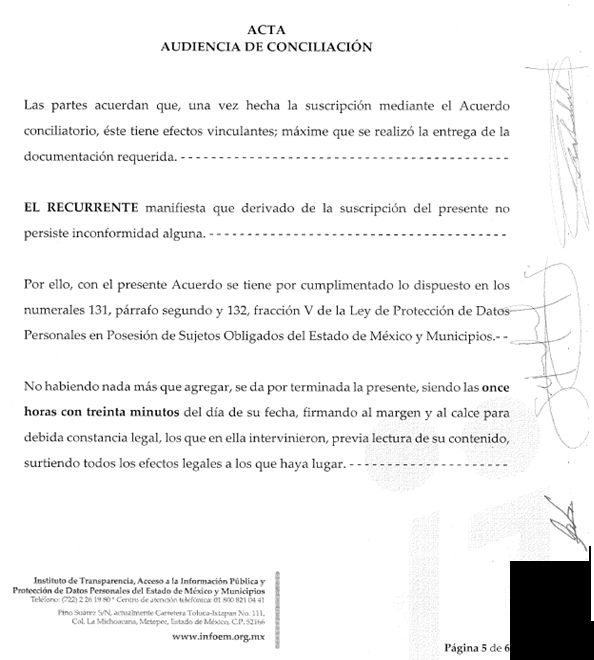 ACTA
AUDIENCIA DE CONCILIACIÓN
Las partes acuerdan que, una vez hecha la suscripción mediante el Acuerdo
conciliatorio, éste tiene efectos vinculantes; máxime que se realizó la entrega de la
documentación requerida. - - - - - - - - - - - - - - - - - - - - - - - - - - - - - - - - - - - - - - - - - - -
EL RECURRENTE manifiesta que derivado de la suscripción del presente no
persiste inconformidad alguna. - - - - - - - - - - - - - - - - - - - - - - - - - - - - - - - - - - - - - - -
Por ello, con el presente Acuerdo se tiene por cumplimentado lo dispuesto en los
numerales 131, párrafo segundo y 132, fracción V de la Ley de Protección de Datos
Personales en Posesión de Sujetos Obligados del Estado de México y Municipios.- -
No habiendo nada más que agregar, se da por terminada la presente, siendo las once
horas con treinta minutos del día de su fecha, firmando al margen y al calce para
debida constancia legal, los que en ella intervinieron, previa lectura de su contenido,
surtiendo todos los efectos legales a los que haya lugar. - - - - - - - - - - - - - - - - - - - - -
Instituto de Transparencia, Acceso a la Información Pública y
Protección de Datos Personales del Estado de México y Municipios
Teléfono: (722) 2 26 19 80 * Centro de atención telefónica: 01 800 821 04 41
Pino Suárez S/N, actualmente Carretera Toluca-Ixtapan No. 111,
Col. La Michoacana, Metepec, Estado de México, C.P. 52166
www.infoem.org.mx
Página 5 de 6